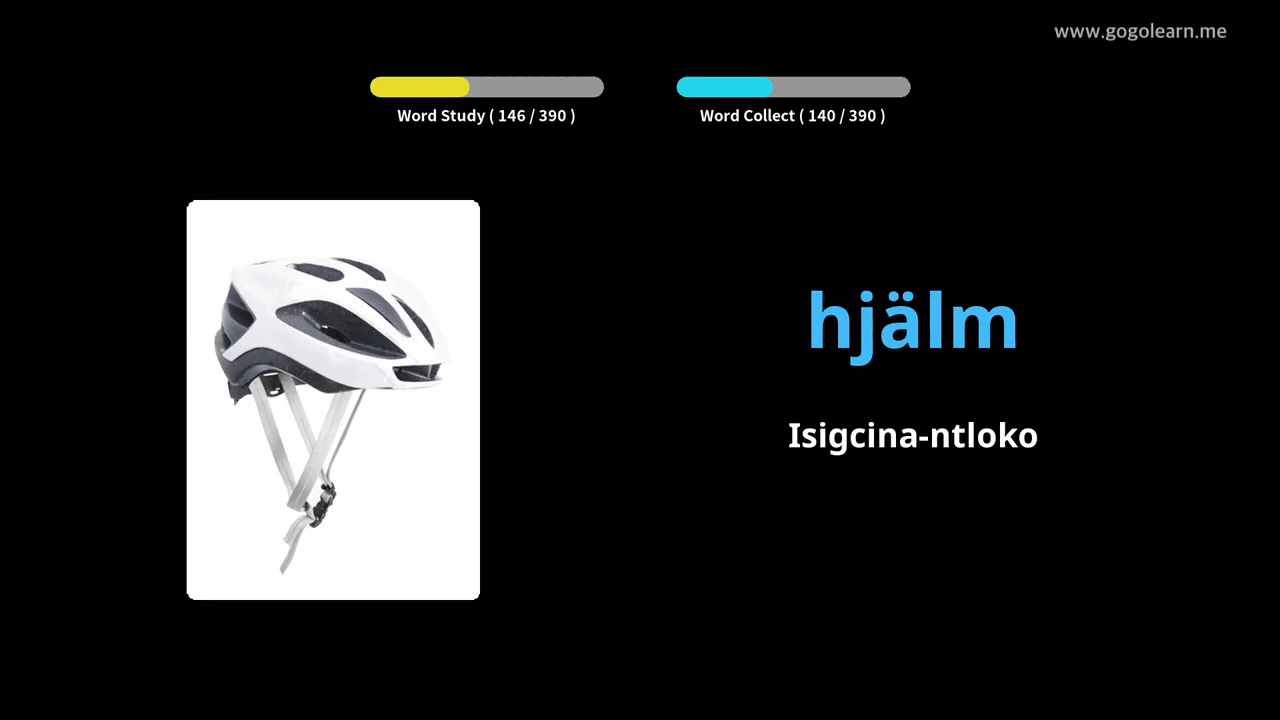 www.gogolearn.me
Word Study ( 146 / 390 )
Word Collect ( 140 / 390 )
hjälm
Isigcina-ntloko